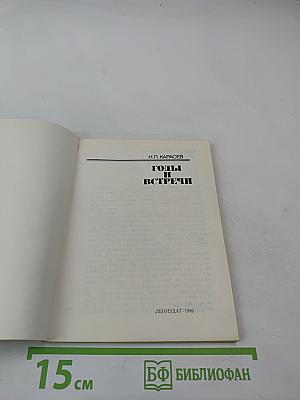 Н.П. КАРАСЕВ
ГОДЫ
И
ВСТРЕЧИ
ЛЕНИЗДАТ·1986
15 см
БФ БИБЛИОФАН